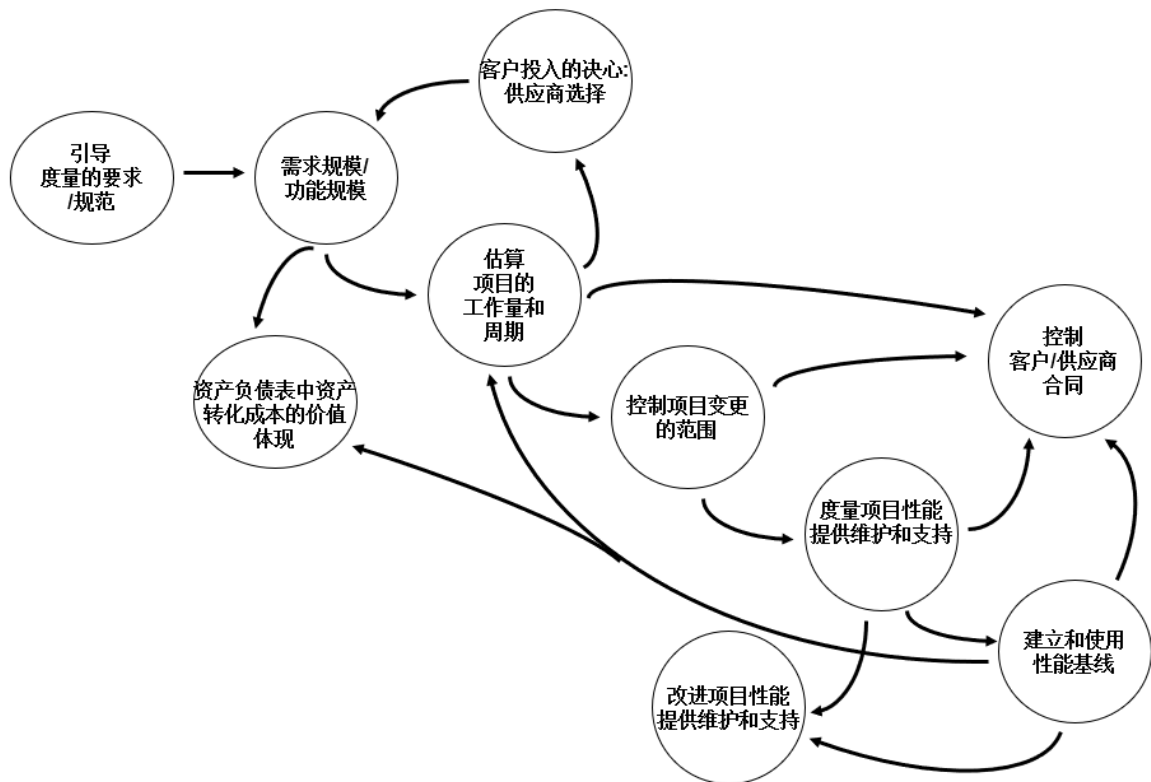 客户投入的决心:
供应商选择
引导
度量的要求
/规范
需求规模/
功能规模
估算
项目的
工作量和
周期
控制
客户/供应商
合同
资产负债表中资产
转化成本的价值
体现
控制项目变更
的范围
度量项目性能
提供维护和支持
建立和使用
性能基线
改进项目性能
提供维护和支持